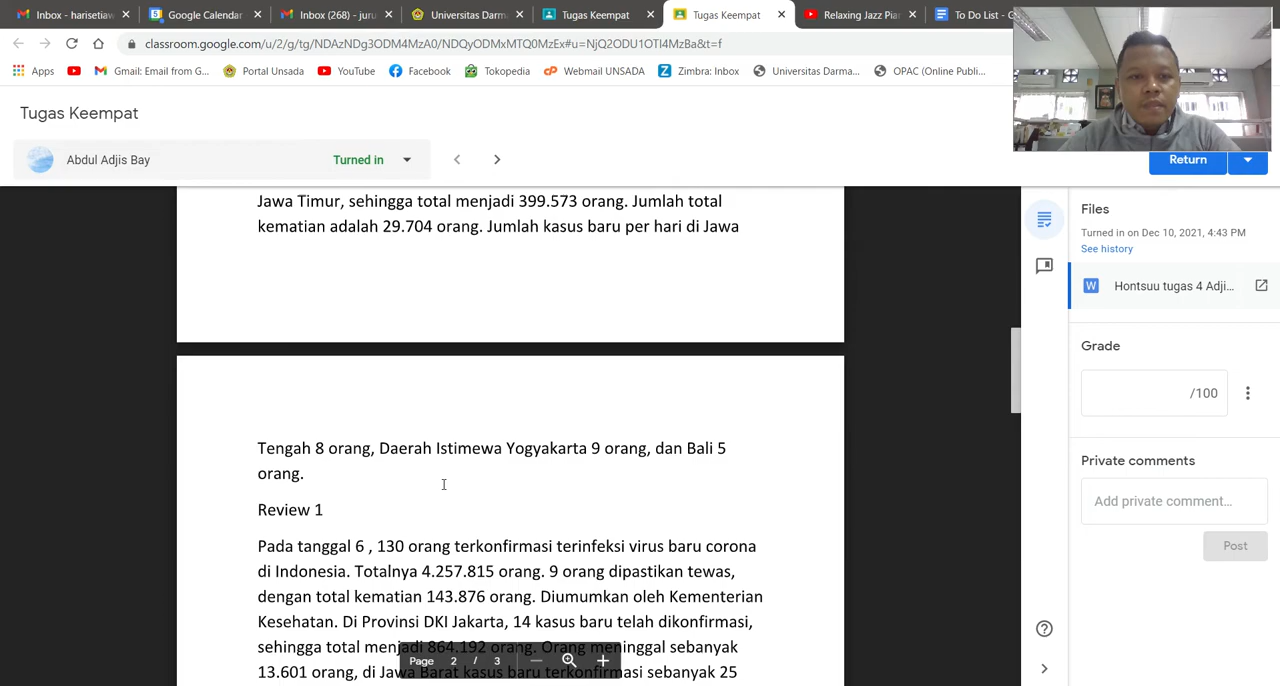 Inbox - harisetiaw
Google Calendar
Inbox (268) - juru
Universitas Darm
Tugas Keempat
Tugas Keempat
Relaxing Jazz Pia
To Do List - G
classroom.google.com/u/2/g/tg/NDAzNDg3ODM4MzA0/NDQyODMxMTQ0MzEx#u=NjQ2ODU1OTI4MzBa&t=f
Apps
Gmail: Email from G...
Portal Unsada
YouTube
Facebook
Tokopedia
Webmail UNSADA
Zimbra: Inbox
Universitas Darma...
OPAC (Online Publi...
Tugas Keempat
Abdul Adjis Bay
Turned in
Return
Jawa Timur, sehingga total menjadi 399.573 orang. Jumlah total
kematian adalah 29.704 orang. Jumlah kasus baru per hari di Jawa
Tengah 8 orang, Daerah Istimewa Yogyakarta 9 orang, dan Bali 5
orang.
Review 1
Pada tanggal 6 , 130 orang terkonfirmasi terinfeksi virus baru corona
di Indonesia. Totalnya 4.257.815 orang. 9 orang dipastikan tewas,
dengan total kematian 143.876 orang. Diumumkan oleh Kementerian
Kesehatan. Di Provinsi DKI Jakarta, 14 kasus baru telah dikonfirmasi,
sehingga total menjadi 864.192 orang. Orang meninggal sebanyak
13.601 orang, di Jawa Barat kasus baru terkonfirmasi sebanyak 25
Page 2 / 3
Files
Turned in on Dec 10, 2021, 4:43 PM
See history
W
Hontsuu tugas 4 Adji...
Grade
/100
Private comments
Add private comment...
Post